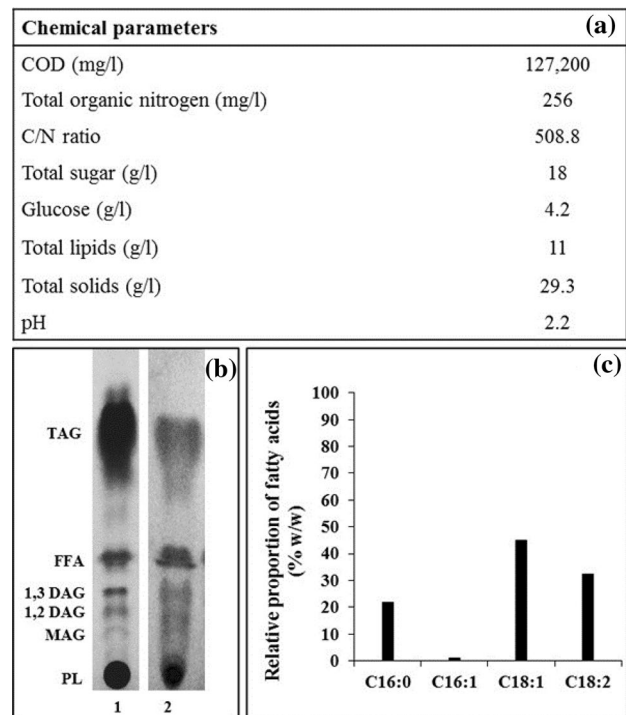 Chemical parameters (a)
COD (mg/l) 127,200
Total organic nitrogen (mg/l) 256
C/N ratio 508.8
Total sugar (g/l) 18
Glucose (g/l) 4.2
Total lipids (g/l) 11
Total solids (g/l) 29.3
pH 2.2
(b)
TAG
FFA
1,3 DAG
1,2 DAG
MAG
PL
1 2
(c)
Relative proportion of fatty acids
(% w/w)
100
90
80
70
60
50
40
30
20
10
0
C16:0 C16:1 C18:1 C18:2